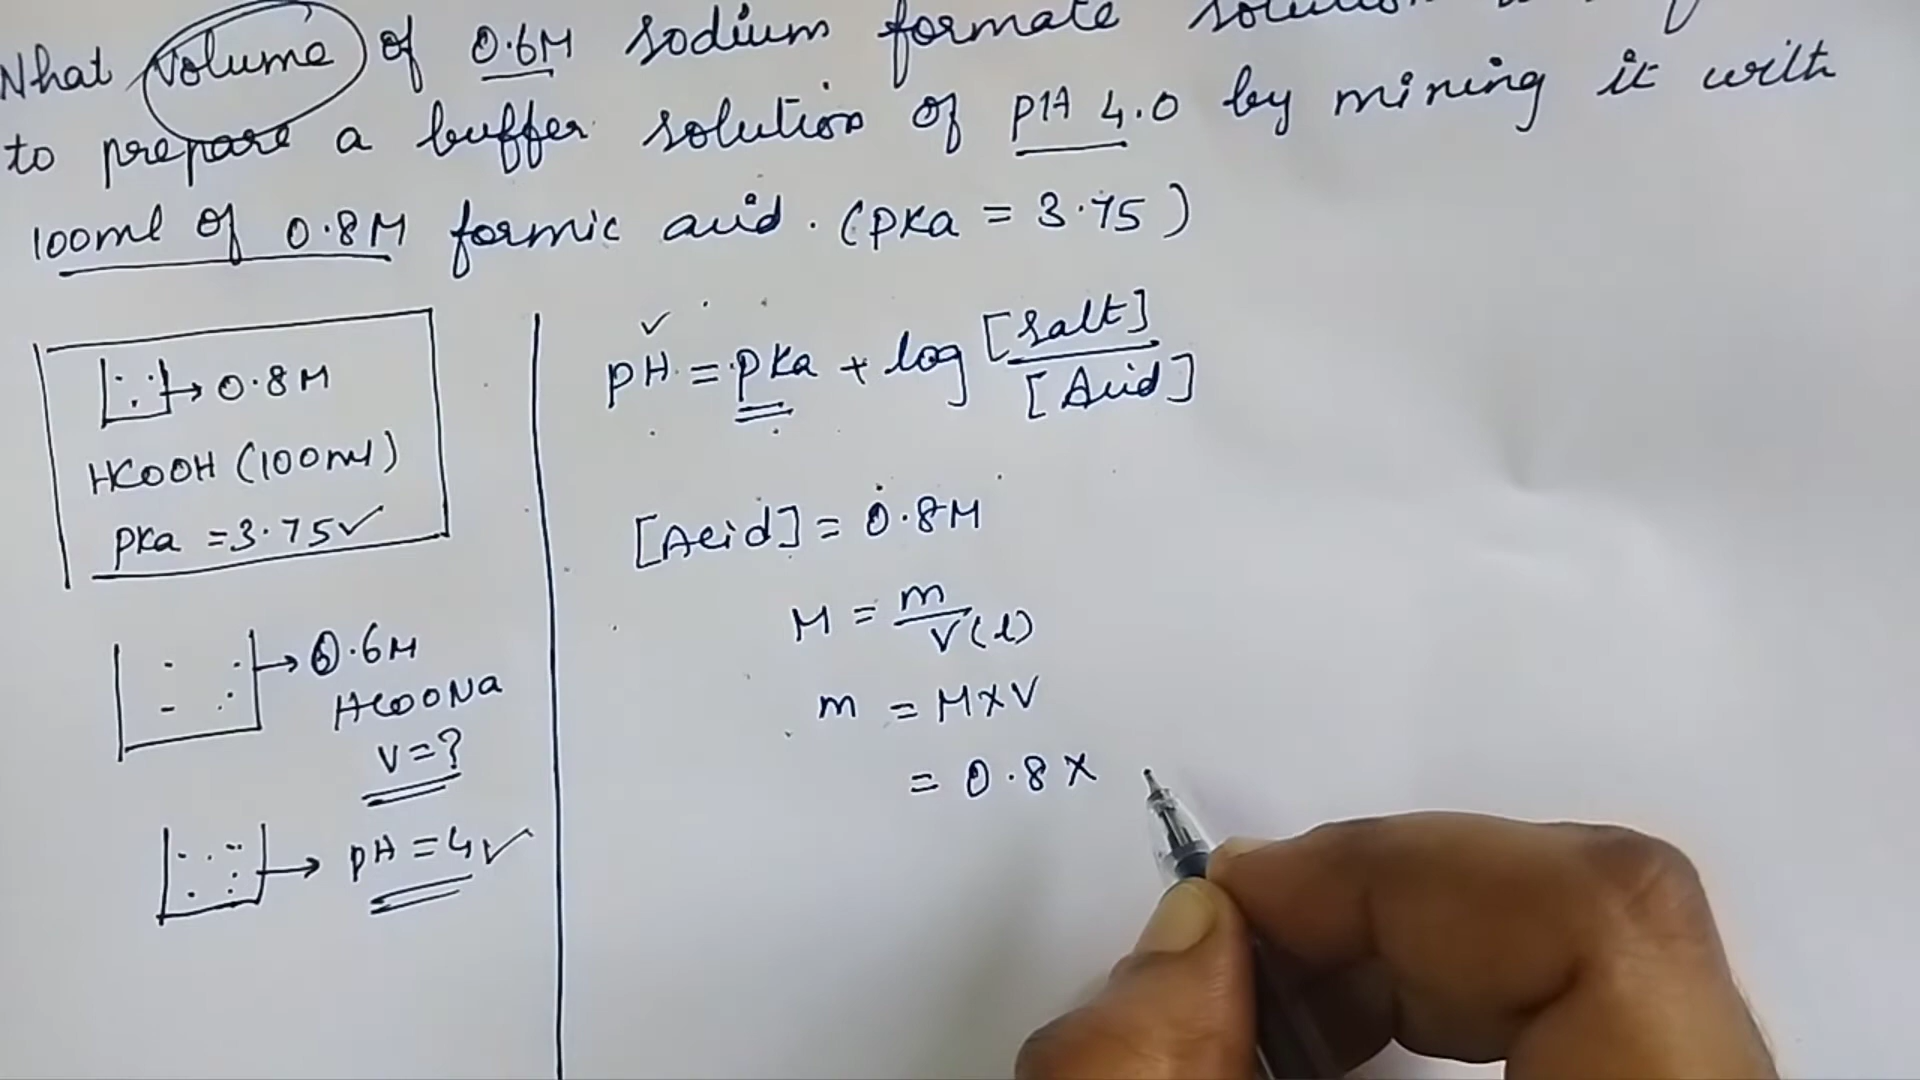 What volume of 0.6M sodium formate solution
to prepare a buffer solution of pH 4.0 by mixing it with
100ml of 0.8M formic acid. (pKa = 3.75)
→ 0.8M
HCOOH (100ml)
pKa = 3.75 ✓
→ 0.6M
HCOONa
V = ?
→ pH = 4 ✓
✓
pH = pKa + log [Salt]
[Acid]
[Acid] = 0.8M
M = m
V(l)
m = M×V
= 0.8 ×